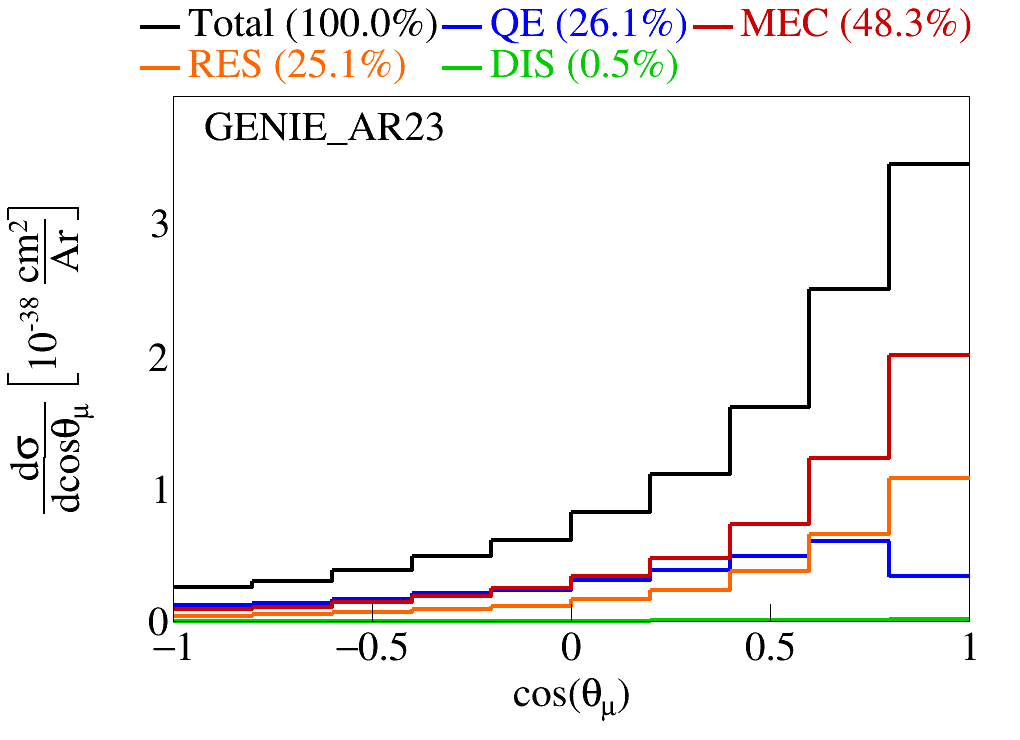 Total (100.0%) QE (26.1%) MEC (48.3%)
RES (25.1%) DIS (0.5%)
GENIE_AR23
dσ/dcosθμ [10-38 cm2/Ar]
3
2
1
0
−1 −0.5 0 0.5 1
cos(θμ)